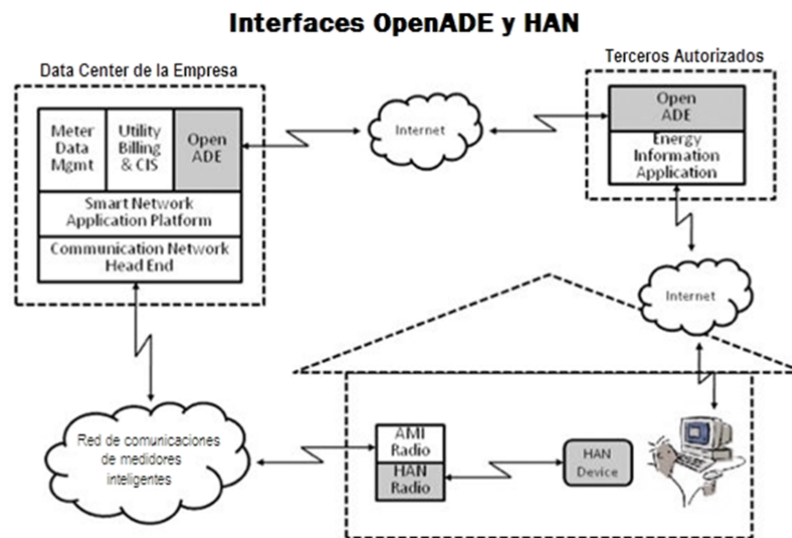 Interfaces OpenADE y HAN
Data Center de la Empresa
Terceros Autorizados
Meter
Data
Mgmt
Utility
Billing
& CIS
Open
ADE
Smart Network
Application Platform
Communication Network
Head End
Internet
Open
ADE
Energy
Information
Application
Internet
Red de comunicaciones
de medidores
inteligentes
AMI
Radio
HAN
Radio
HAN
Device